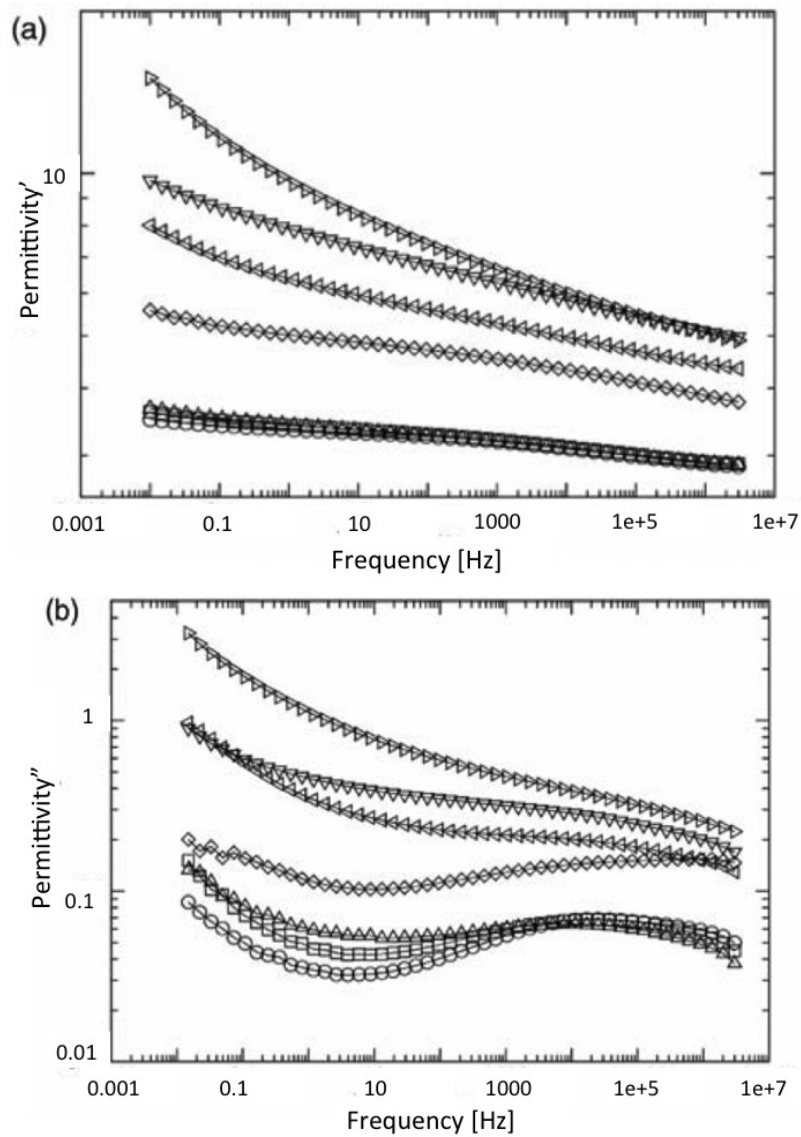 (a)
10
Permittivity′
0.001 0.1 10 1000 1e+5 1e+7
Frequency [Hz]
(b)
1
0.1
0.01
Permittivity″
0.001 0.1 10 1000 1e+5 1e+7
Frequency [Hz]